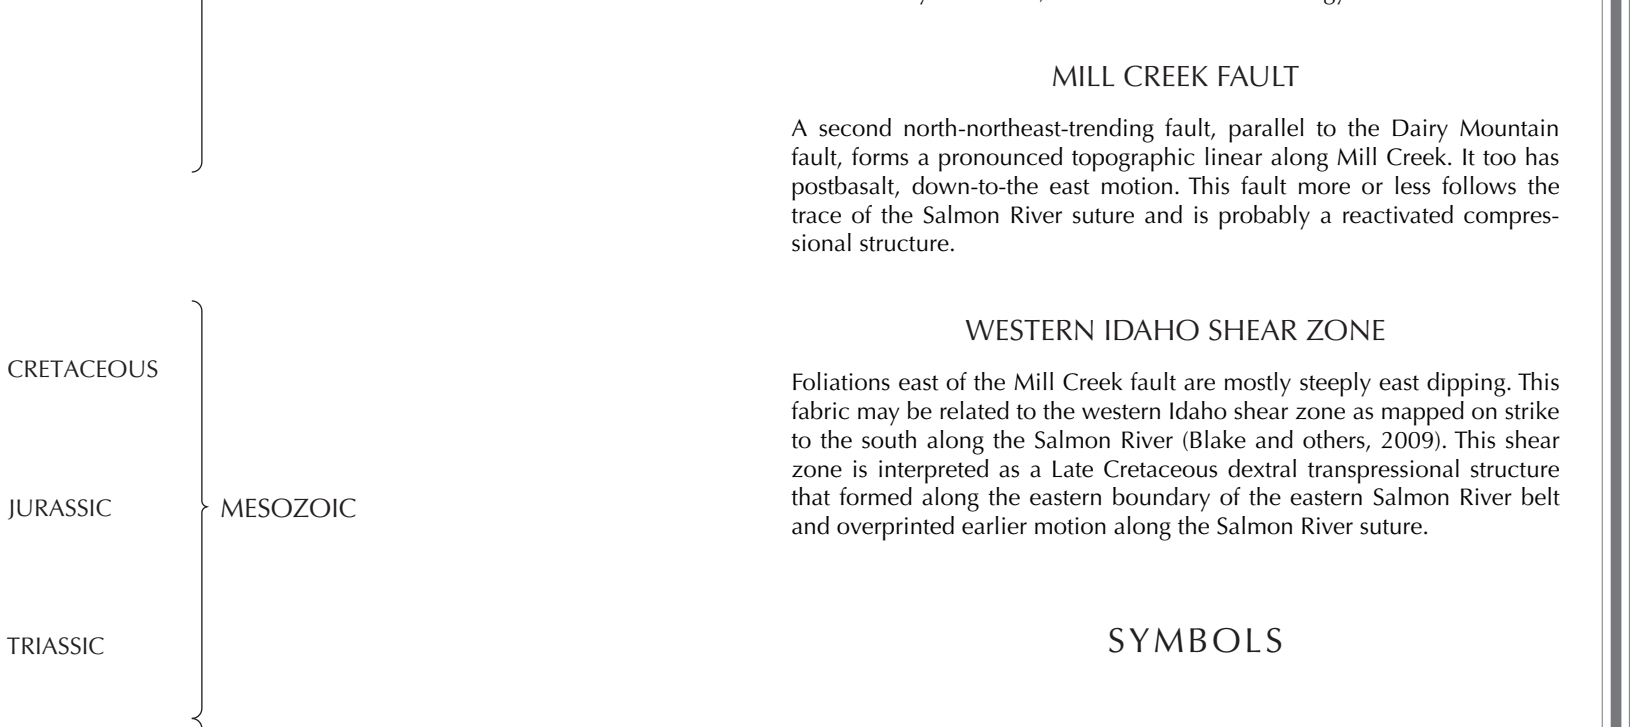 MILL CREEK FAULT
A second north-northeast-trending fault, parallel to the Dairy Mountain
fault, forms a pronounced topographic linear along Mill Creek. It too has
postbasalt, down-to-the east motion. This fault more or less follows the
trace of the Salmon River suture and is probably a reactivated compres-
sional structure.
WESTERN IDAHO SHEAR ZONE
Foliations east of the Mill Creek fault are mostly steeply east dipping. This
fabric may be related to the western Idaho shear zone as mapped on strike
to the south along the Salmon River (Blake and others, 2009). This shear
zone is interpreted as a Late Cretaceous dextral transpressional structure
that formed along the eastern boundary of the eastern Salmon River belt
and overprinted earlier motion along the Salmon River suture.
SYMBOLS
CRETACEOUS
JURASSIC
MESOZOIC
TRIASSIC